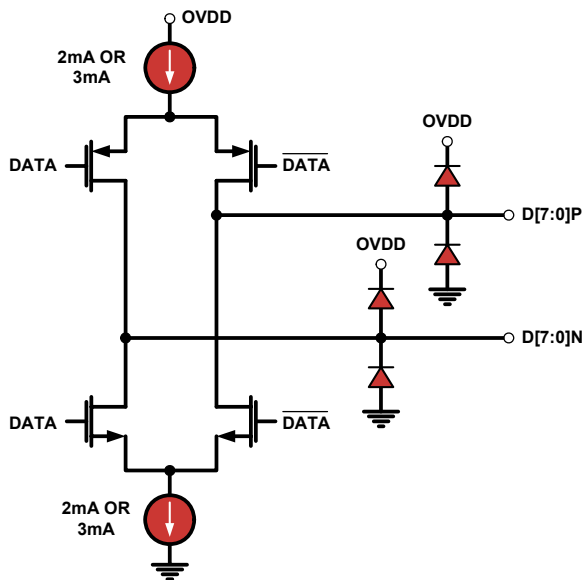 OVDD
2mA OR
3mA
OVDD
DATA
DATA
D[7:0]P
OVDD
D[7:0]N
DATA
DATA
2mA OR
3mA